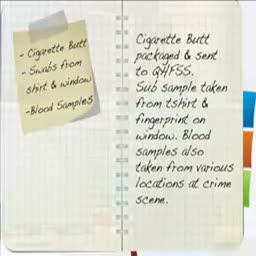 - Cigarette Butt
- Swabs from
shirt & window
- Blood Samples
Cigarette Butt
packaged & sent
to QHFSS.
Sub sample taken
from tshirt &
fingerprint on
window. Blood
samples also
taken from various
locations at crime
scene.